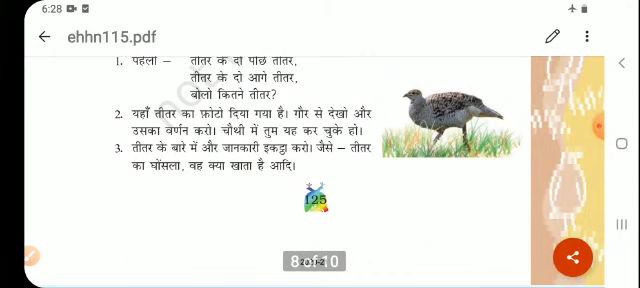 6:28
ehhn115.pdf
1. पहेली – तीतर के दो पीछे तीतर,
तीतर के दो आगे तीतर,
बोलो कितने तीतर?
2. यहाँ तीतर का फ़ोटो दिया गया है। गौर से देखो और
उसका वर्णन करो। चौथी में तुम यह कर चुके हो।
3. तीतर के बारे में और जानकारी इकट्ठा करो। जैसे – तीतर
का घोंसला, वह क्या खाता है आदि।
125
8 of 10